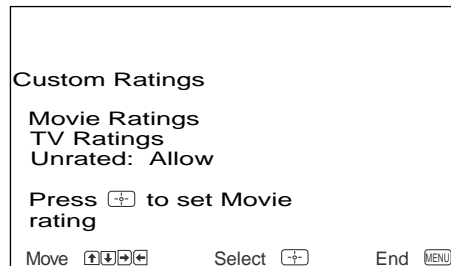 Custom Ratings
Movie Ratings
TV Ratings
Unrated: Allow
Press to set Movie
rating
Move Select End MENU